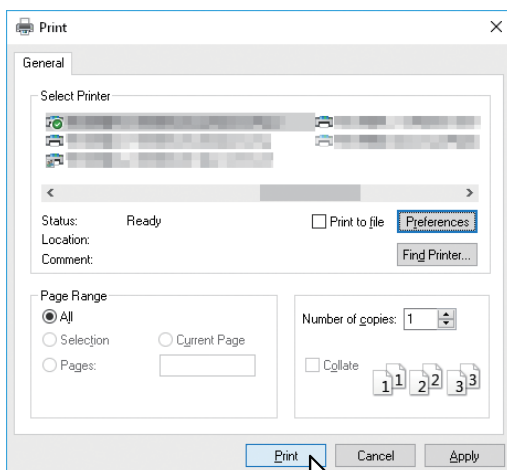 Print
General
Select Printer
Status: Ready
Print to file
Preferences
Location:
Comment:
Find Printer...
Page Range
All
Selection
Current Page
Pages:
Number of copies: 1
Collate
1 1 2 2 3 3
Print
Cancel
Apply